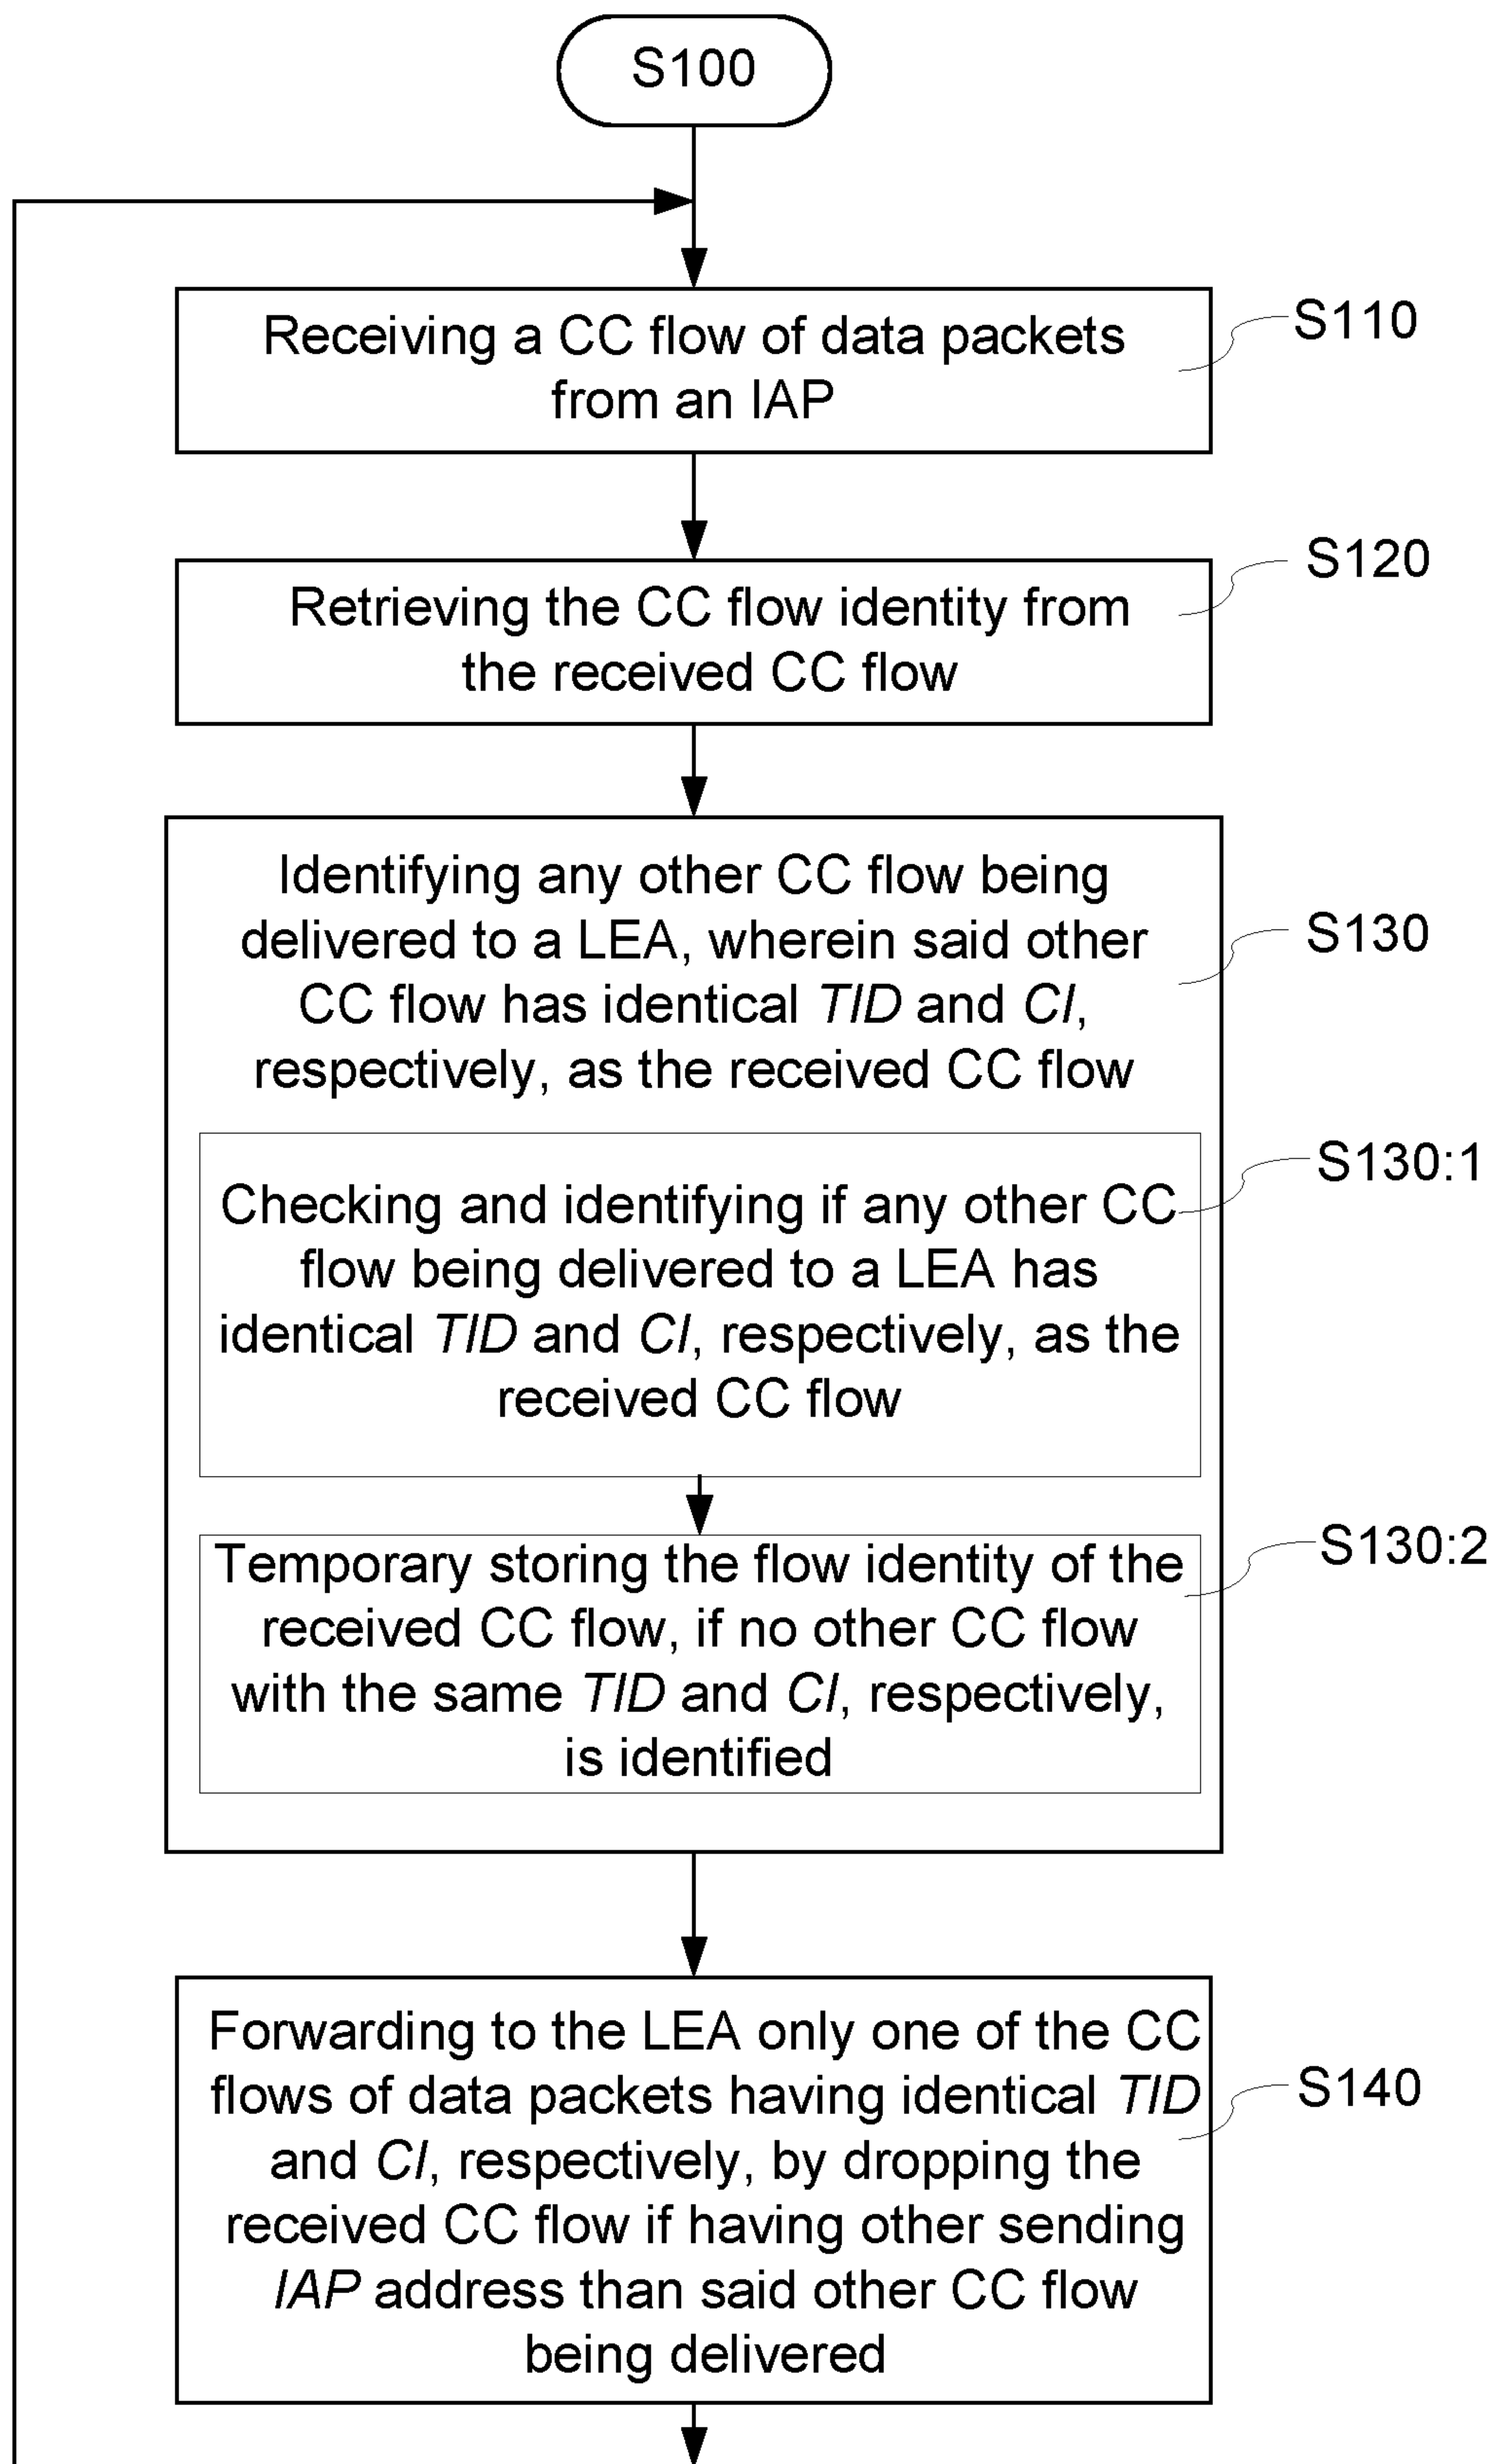 S100
Receiving a CC flow of data packets
from an IAP
S110
Retrieving the CC flow identity from
the received CC flow
S120
Identifying any other CC flow being
delivered to a LEA, wherein said other
CC flow has identical TID and CI,
respectively, as the received CC flow
S130
Checking and identifying if any other CC
flow being delivered to a LEA has
identical TID and CI, respectively, as the
received CC flow
S130:1
Temporary storing the flow identity of the
received CC flow, if no other CC flow
with the same TID and CI, respectively,
is identified
S130:2
Forwarding to the LEA only one of the CC
flows of data packets having identical TID
and CI, respectively, by dropping the
received CC flow if having other sending
IAP address than said other CC flow
being delivered
S140